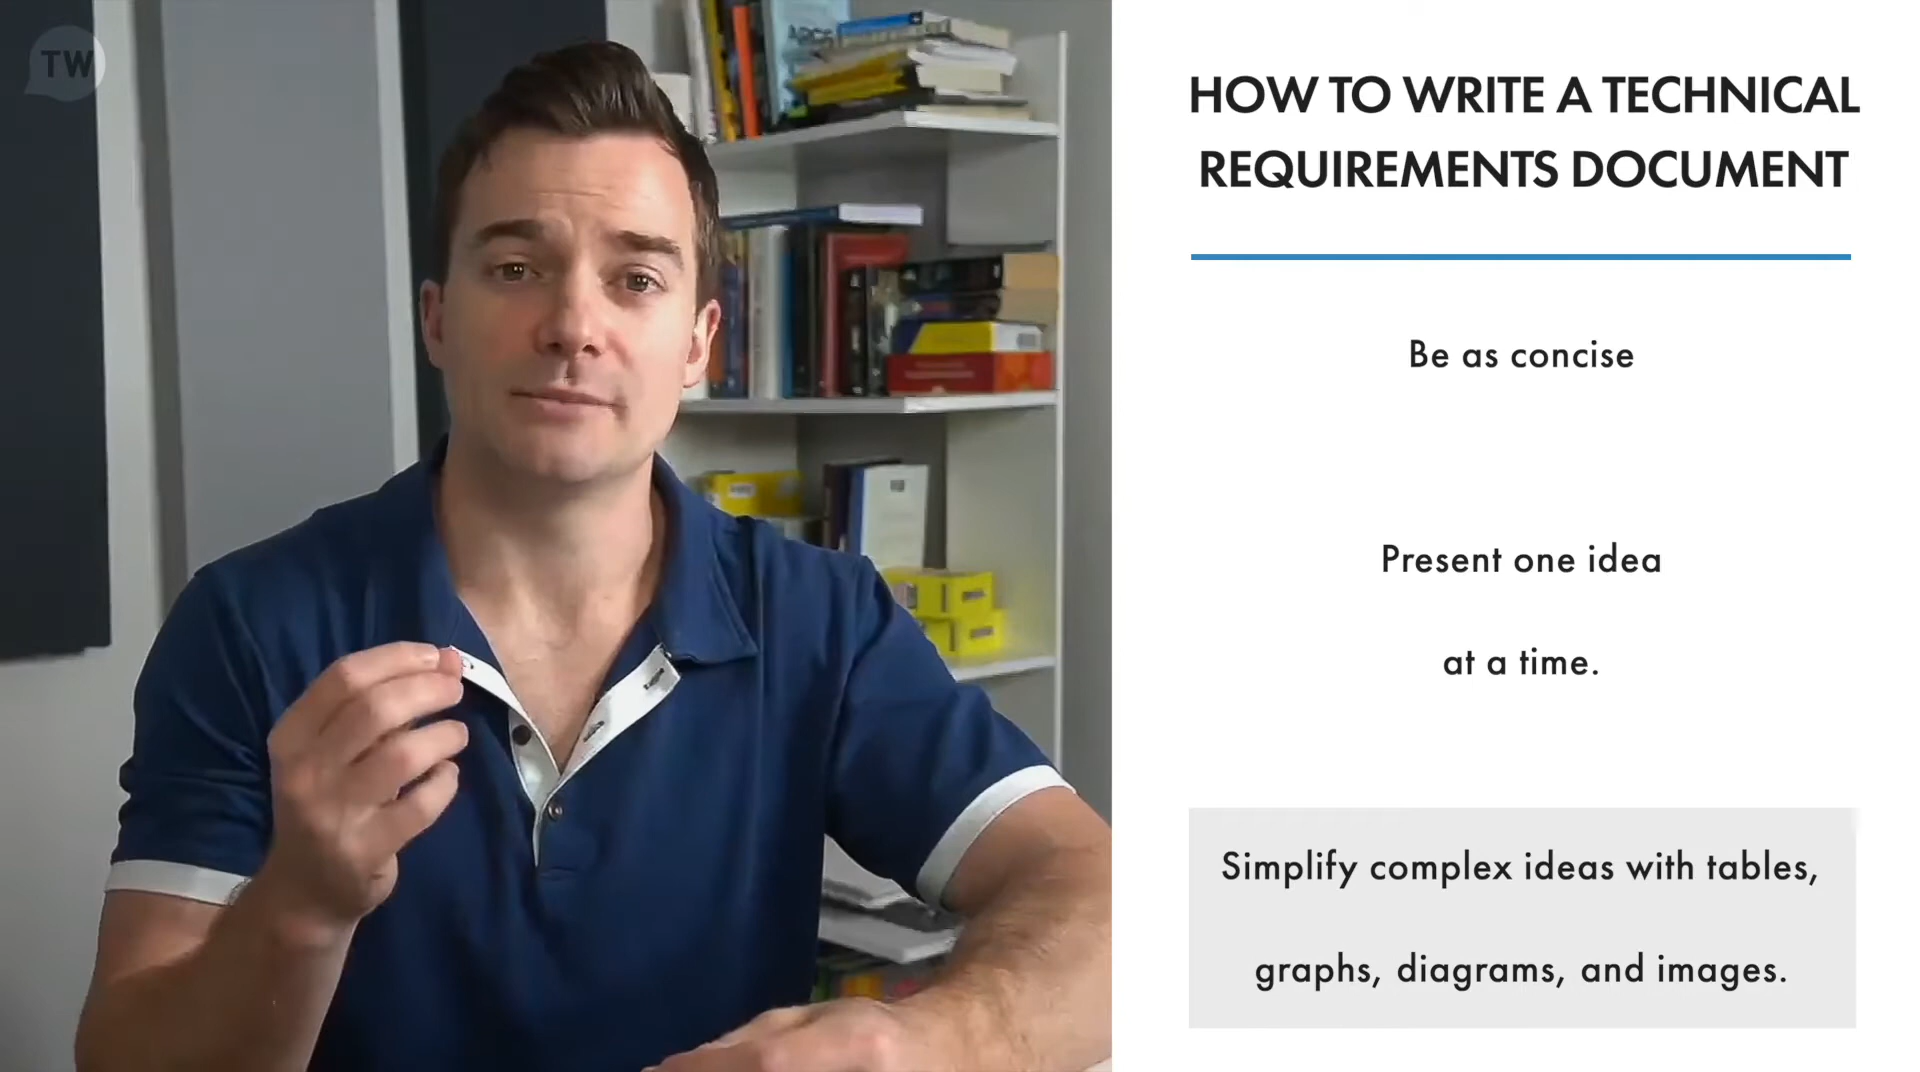 TW
HOW TO WRITE A TECHNICAL
REQUIREMENTS DOCUMENT
Be as concise
Present one idea
at a time.
Simplify complex ideas with tables,
graphs, diagrams, and images.